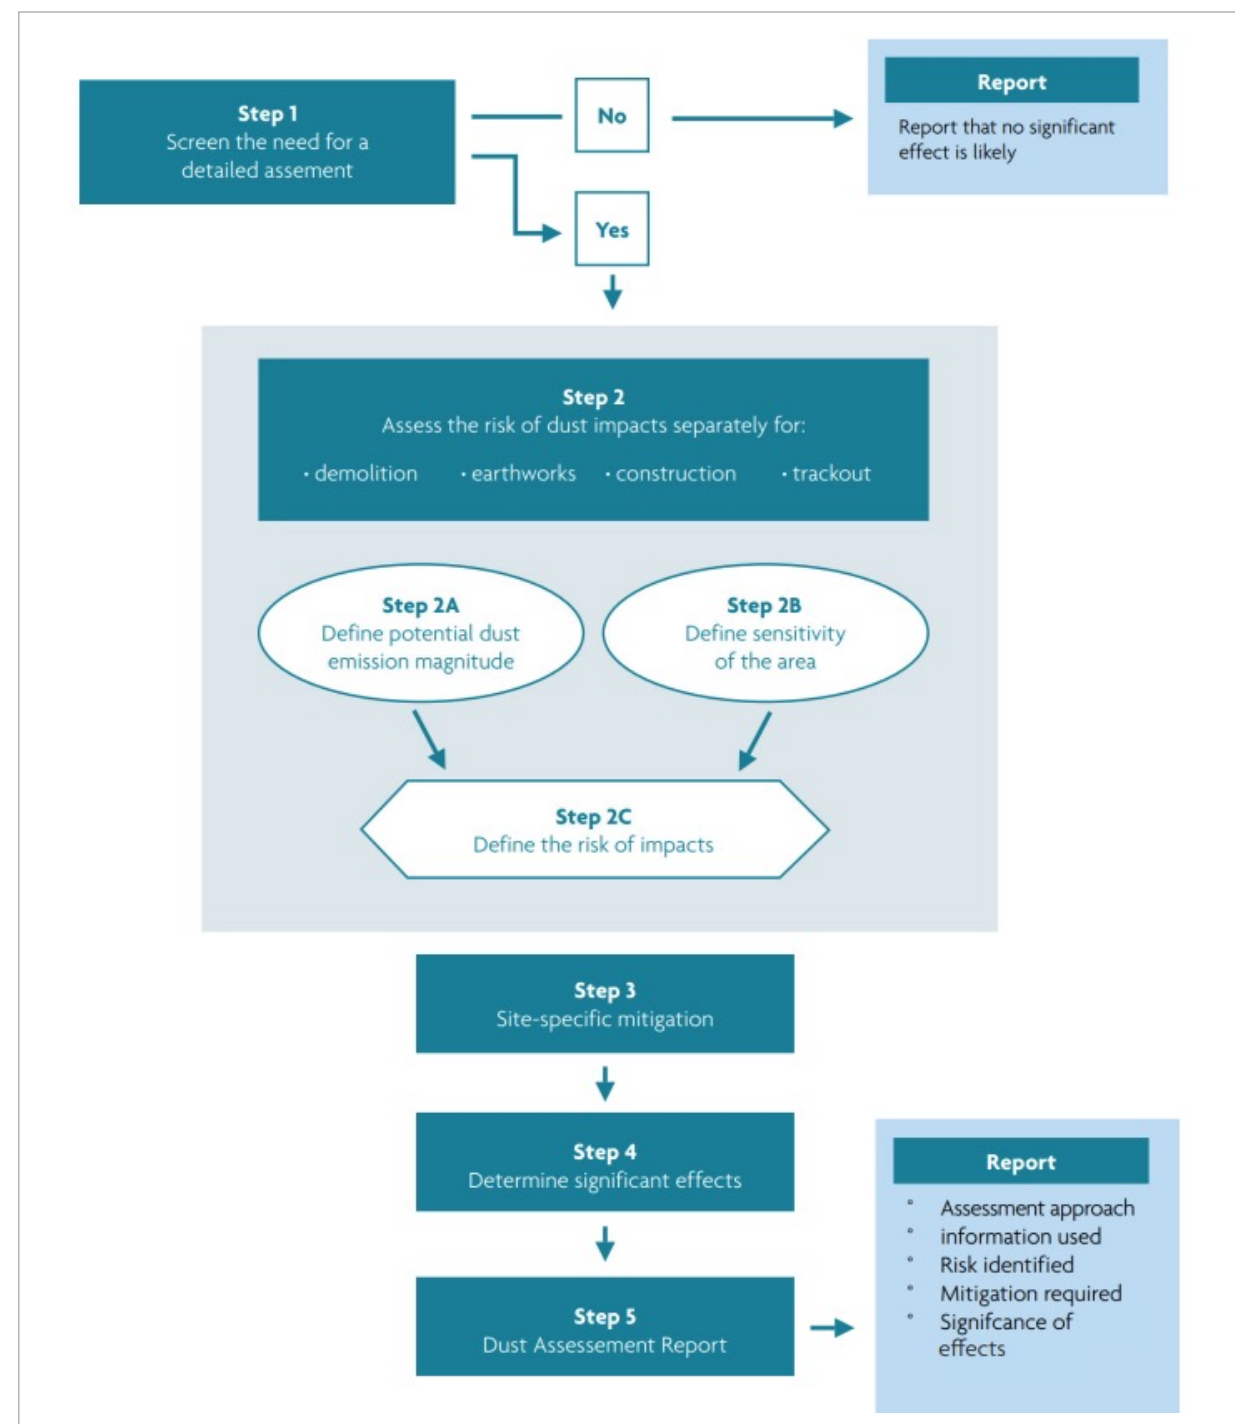 Step 1
Screen the need for a
detailed assement
No
Yes
Report
Report that no significant
effect is likely
Step 2
Assess the risk of dust impacts separately for:
• demolition • earthworks • construction • trackout
Step 2A
Define potential dust
emission magnitude
Step 2B
Define sensitivity
of the area
Step 2C
Define the risk of impacts
Step 3
Site-specific mitigation
Step 4
Determine significant effects
Step 5
Dust Assessement Report
Report
° Assessment approach
° information used
° Risk identified
° Mitigation required
° Signifcance of
effects